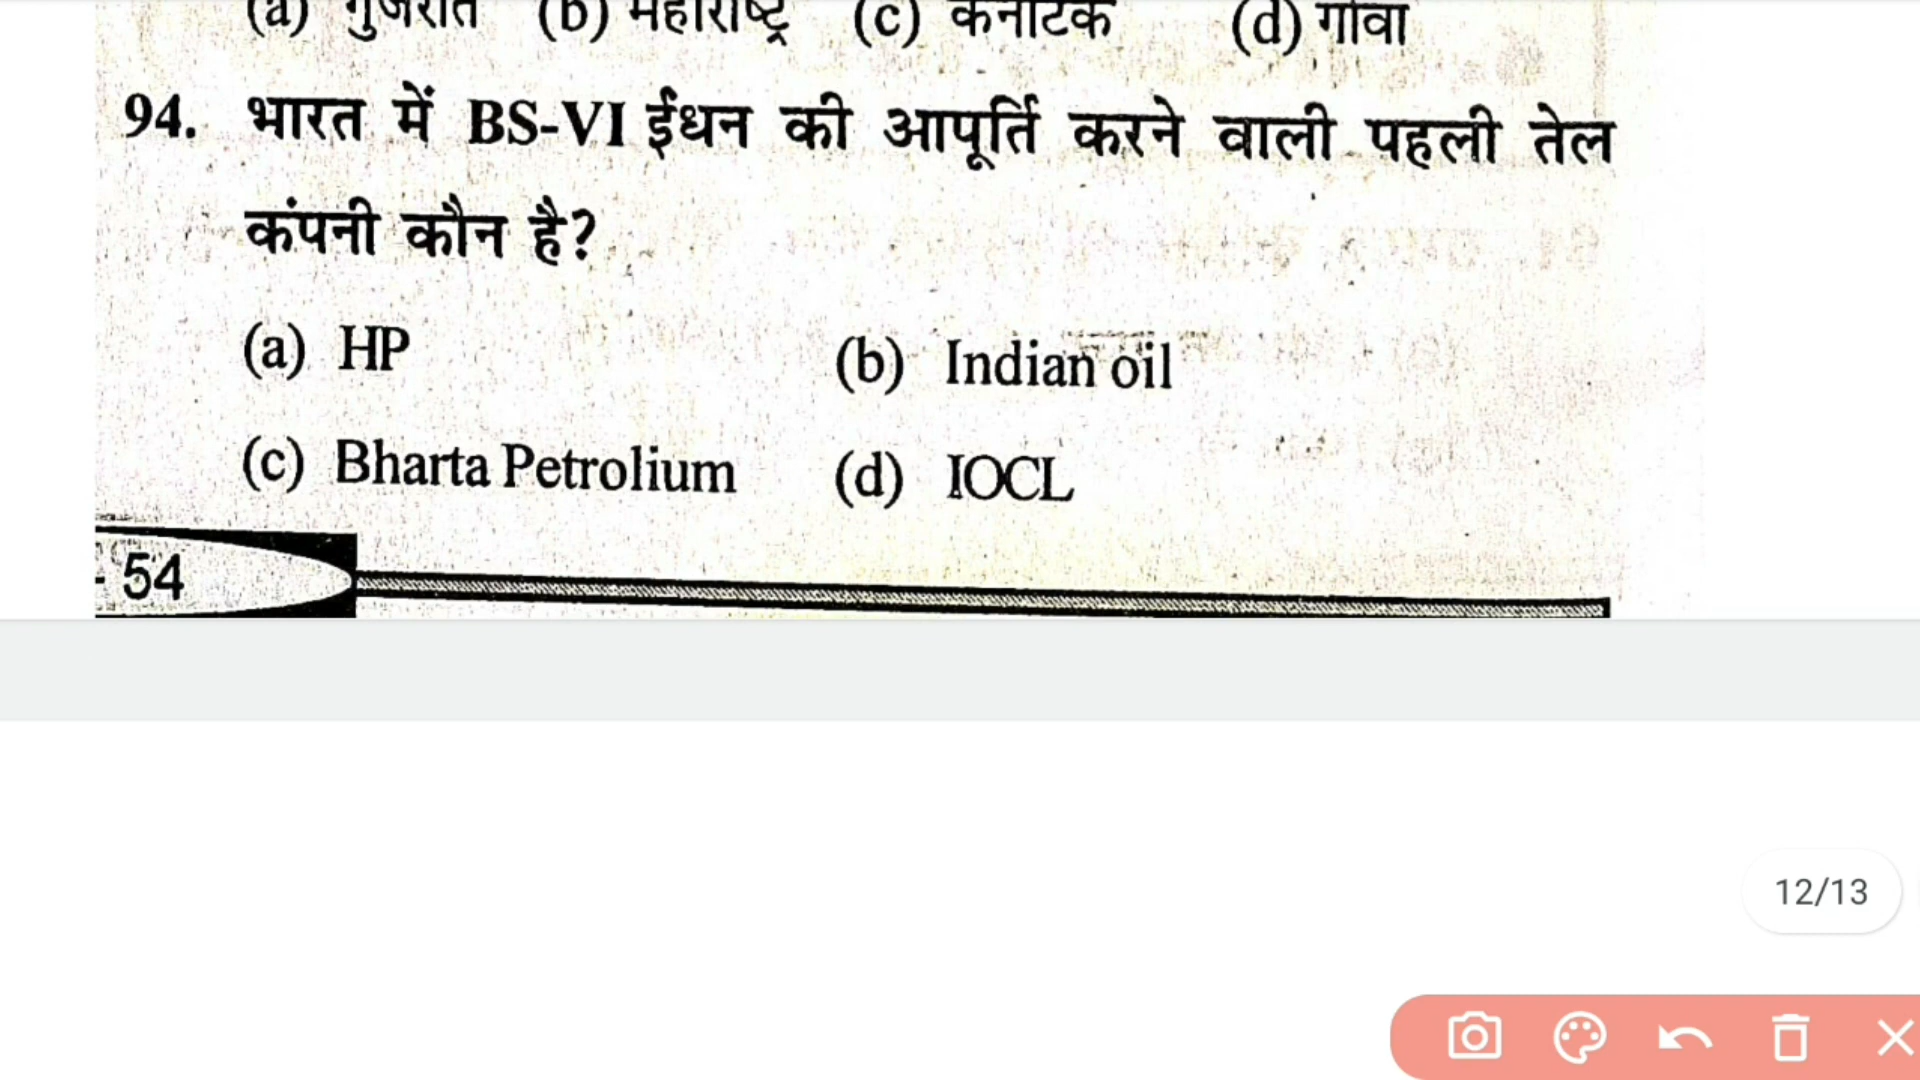 (a) गुजरात (b) महाराष्ट्र (c) कर्नाटक (d) गोवा
94. भारत में BS-VI ईंधन की आपूर्ति करने वाली पहली तेल
कंपनी कौन है?
(a) HP (b) Indian oil
(c) Bharta Petrolium (d) IOCL
- 54
12/13